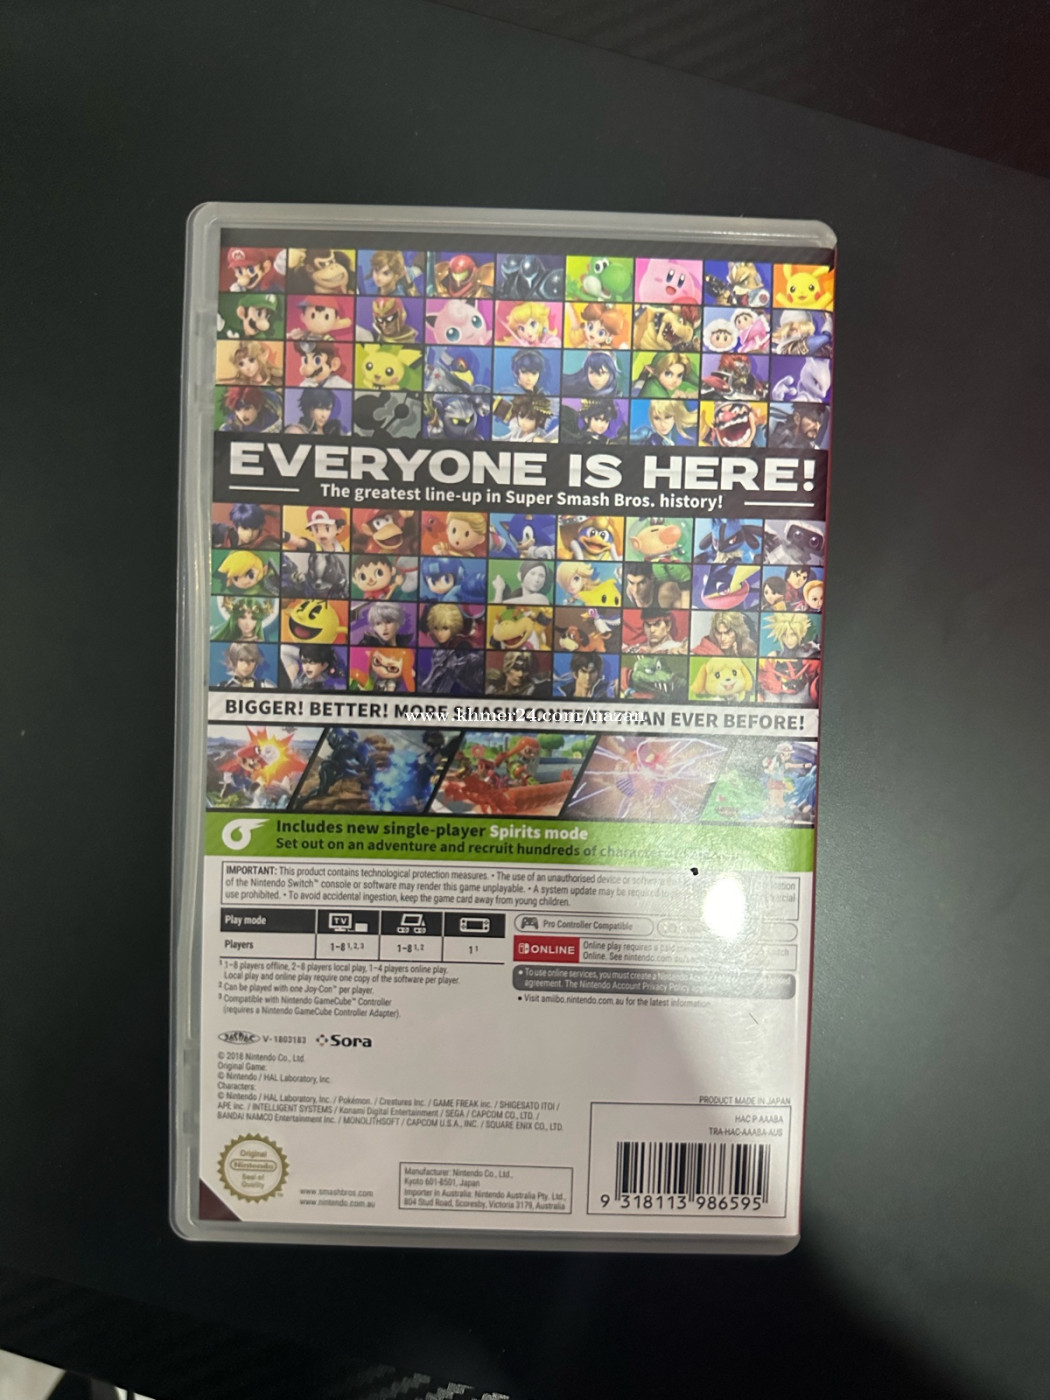 EVERYONE IS HERE!
The greatest line-up in Super Smash Bros. history!
BIGGER! BETTER! MORE SMASH CONTENT THAN EVER BEFORE!
www.khmer24.com/hazan
Includes new single-player Spirits mode
Set out on an adventure and recruit hundreds of
IMPORTANT: This product contains technological protection measures. • The use of an unauthorised device or
of the Nintendo Switch™ console or software may render this game unplayable. • A system update may be
use prohibited. • To avoid accidental ingestion, keep the game card away from young children.
Play mode TV
Players 1-8 1,2,3 1-8 1,2 1 1
Pro Controller Compatible
ONLINE
Online play requires a
Online. See
• To use online services, you must create a
agreement. The Nintendo Account Privacy Policy
• Visit amiibo.nintendo.com.au for the latest information.
1 1-8 players offline, 2-8 players local play, 1-4 players online play.
Local play and online play require one copy of the software per player.
2 Can be played with one Joy-Con™ per player.
3 Compatible with Nintendo GameCube™ Controller
(requires a Nintendo GameCube Controller Adapter).
V-1803183 Sora
© 2018 Nintendo Co., Ltd.
Original Game:
© Nintendo / HAL Laboratory, Inc.
Characters:
© Nintendo / HAL Laboratory, Inc. / Pokémon. / Creatures Inc. / GAME FREAK inc. / SHIGESATO ITOI /
APE inc. / INTELLIGENT SYSTEMS / Konami Digital Entertainment / SEGA / CAPCOM CO., LTD. /
BANDAI NAMCO Entertainment Inc. / MONOLITHSOFT / CAPCOM U.S.A., INC. / SQUARE ENIX CO., LTD.
PRODUCT MADE IN JAPAN
HAC P AAABA
TRA-HAC-AAABA-AUS
9 318113 986595
Original
Nintendo
Seal of
Quality
www.smashbros.com
www.nintendo.com.au
Manufacturer: Nintendo Co., Ltd.,
Kyoto 601-8501, Japan
Importer in Australia: Nintendo Australia Pty. Ltd.,
804 Stud Road, Scoresby, Victoria 3179, Australia